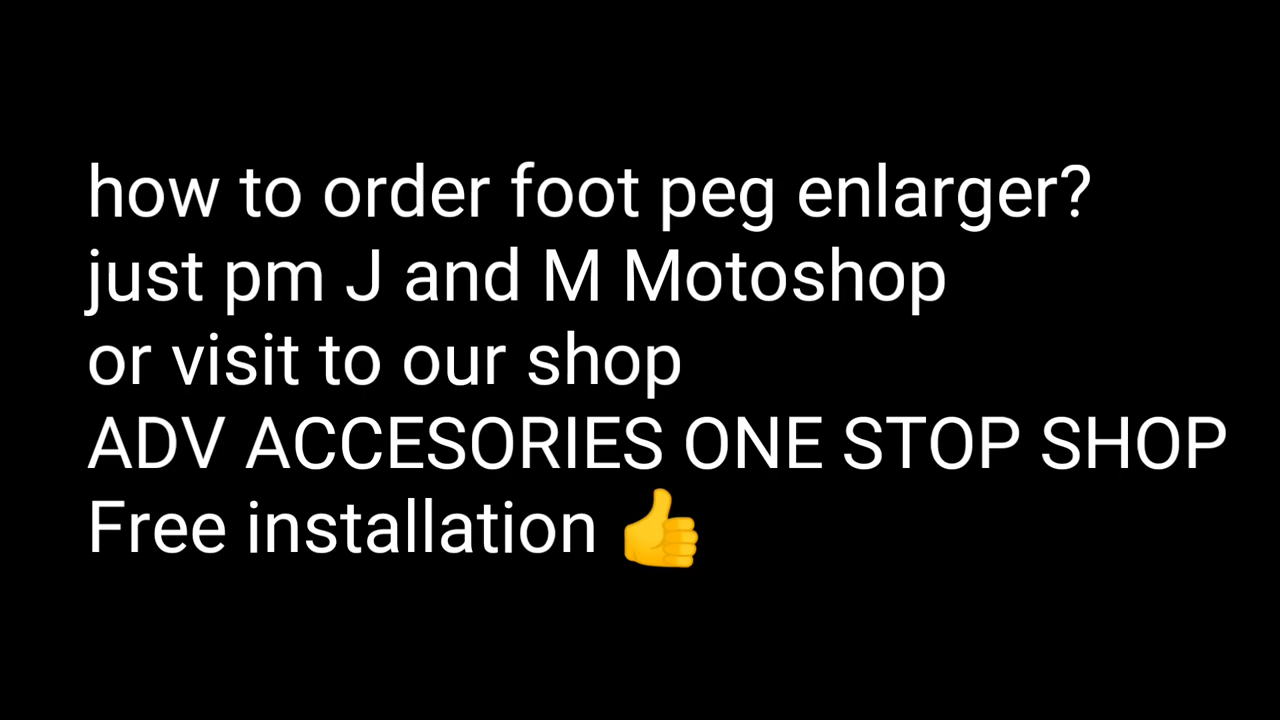 how to order foot peg enlarger?
just pm J and M Motoshop
or visit to our shop
ADV ACCESORIES ONE STOP SHOP
Free installation 👍